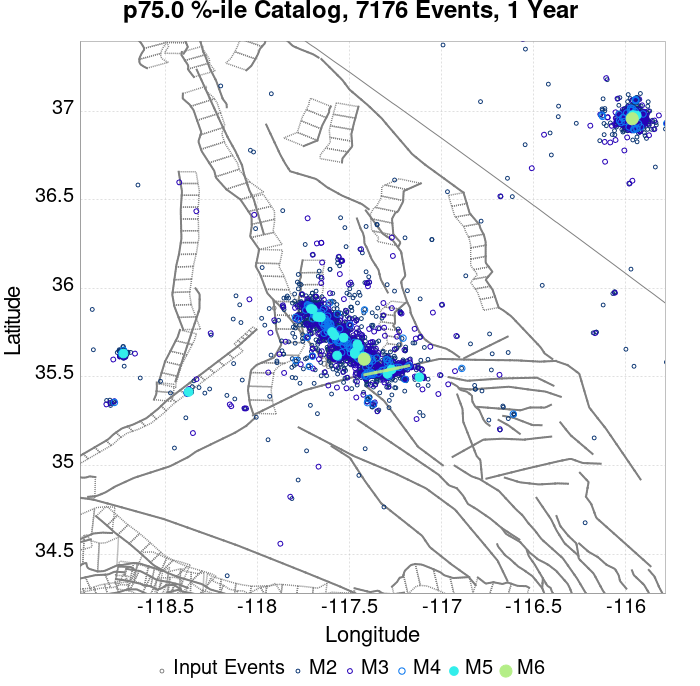 p75.0 %-ile Catalog, 7176 Events, 1 Year
37
36.5
36
35.5
35
34.5
Latitude
-118.5 -118 -117.5 -117 -116.5 -116
Longitude
Input Events M2 M3 M4 M5 M6